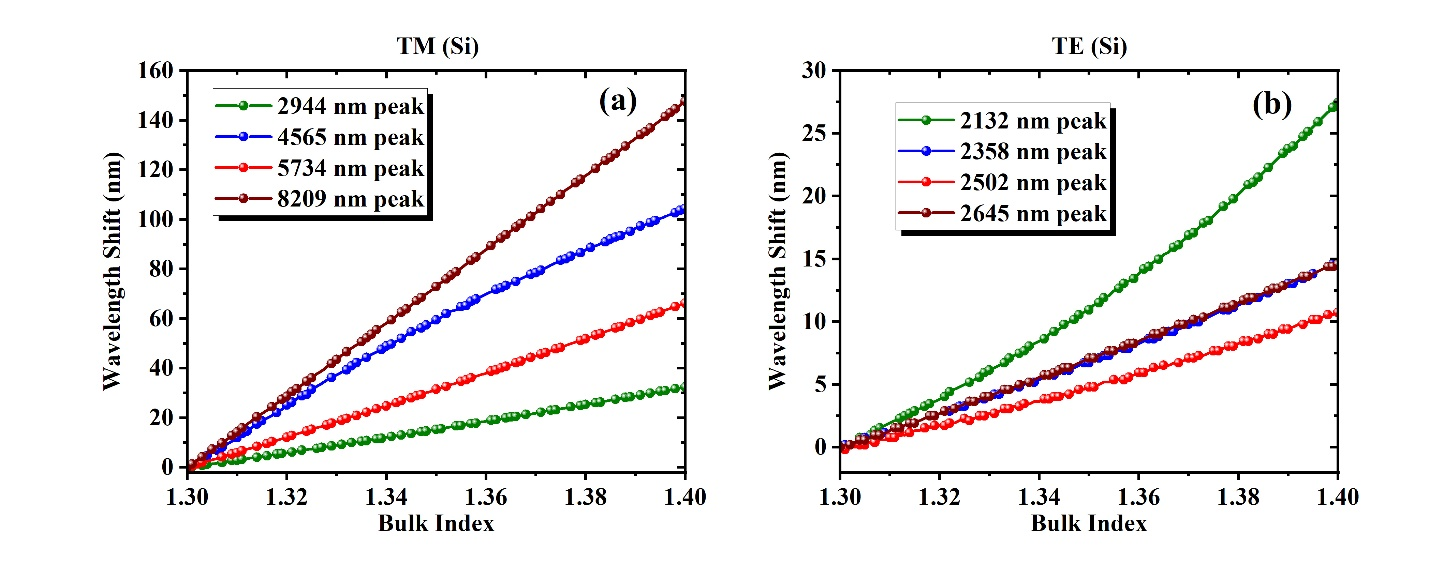 TM (Si)
160
140
120
100
80
60
40
20
0
Wavelength Shift (nm)
2944 nm peak
4565 nm peak
5734 nm pcak
8209 nm pcak
(a)
1.30
1.32
1.34
1.36
1.38
1.40
Bulk Index
TE (Si)
30
25
20
15
10
5
0
Wavelength Shift (nm)
2132 nm pcak
2358 nm peak
2502 nm peak
2645 nm peak
(b)
1.30
1.32
1.34
1.36
1.38
1.40
Bulk Index